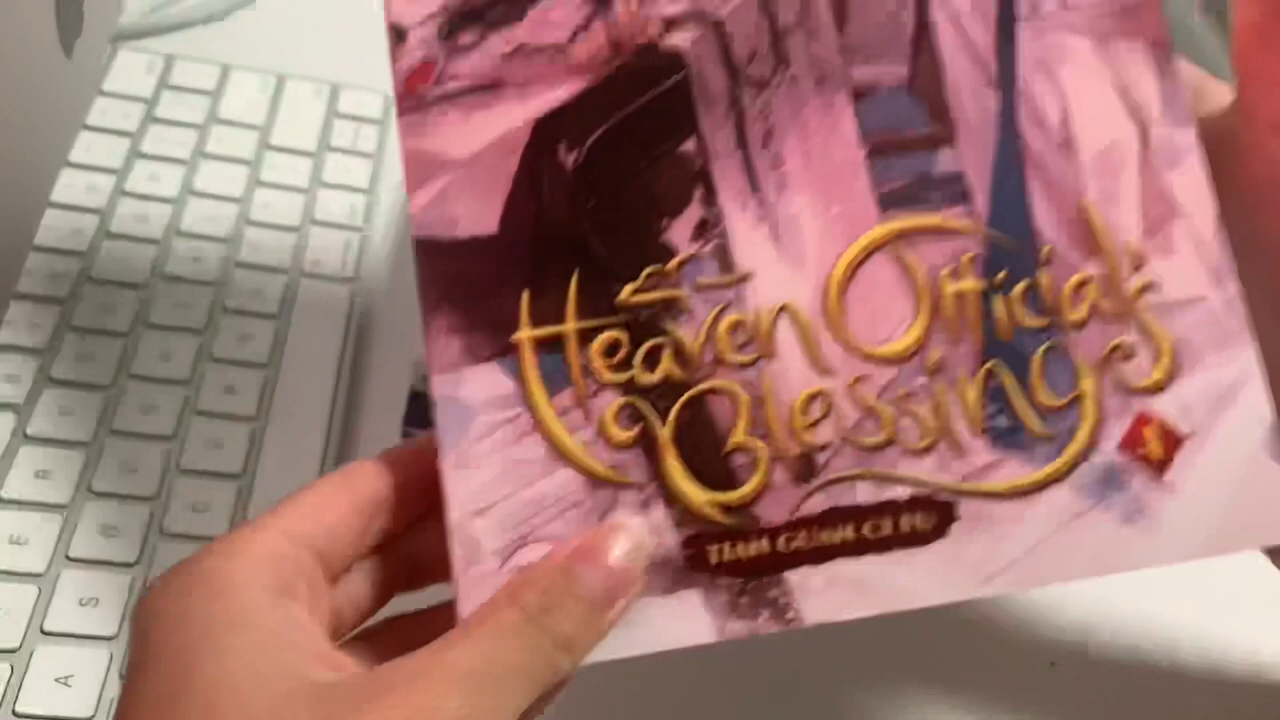 Heaven Official's
Blessing
TIAN GUAN CI FU
S
A